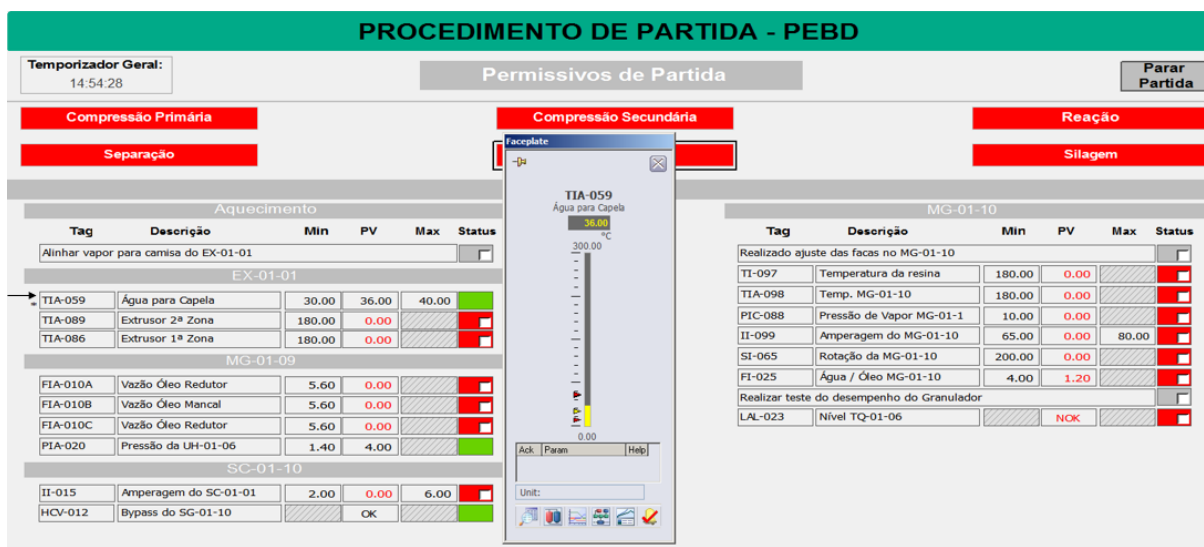 PROCEDIMENTO DE PARTIDA - PEBD
Temporizador Geral:
14:54:28
Permissivos de Partida
Parar
Partida
Compressão Primária
Compressão Secundária
Reação
Separação
Silagem
Aquecimento
Tag Descrição Min PV Max Status
Alinhar vapor para camisa do EX-01-01
EX-01-01
* TIA-059 Água para Capela 30.00 36.00 40.00
TIA-089 Extrusor 2ª Zona 180.00 0.00
TIA-086 Extrusor 1ª Zona 180.00 0.00
MG-01-09
FIA-010A Vazão Óleo Redutor 5.60 0.00
FIA-010B Vazão Óleo Mancal 5.60 0.00
FIA-010C Vazão Óleo Redutor 5.60 0.00
PIA-020 Pressão da UH-01-06 1.40 4.00
SC-01-10
II-015 Amperagem do SC-01-01 2.00 0.00 6.00
HCV-012 Bypass do SG-01-10 OK
Faceplate
TIA-059
Água para Capela
36.00
°C
300.00
0.00
Ack Param Help
Unit:
MG-01-10
Tag Descrição Min PV Max Status
Realizado ajuste das facas no MG-01-10
TI-097 Temperatura da resina 180.00 0.00
TIA-098 Temp. MG-01-10 180.00 0.00
PIC-088 Pressão de Vapor MG-01-1 10.00 0.00
II-099 Amperagem do MG-01-10 65.00 0.00 80.00
SI-065 Rotação da MG-01-10 200.00 0.00
FI-025 Água / Óleo MG-01-10 4.00 1.20
Realizar teste do desempenho do Granulador
LAL-023 Nível TQ-01-06 NOK